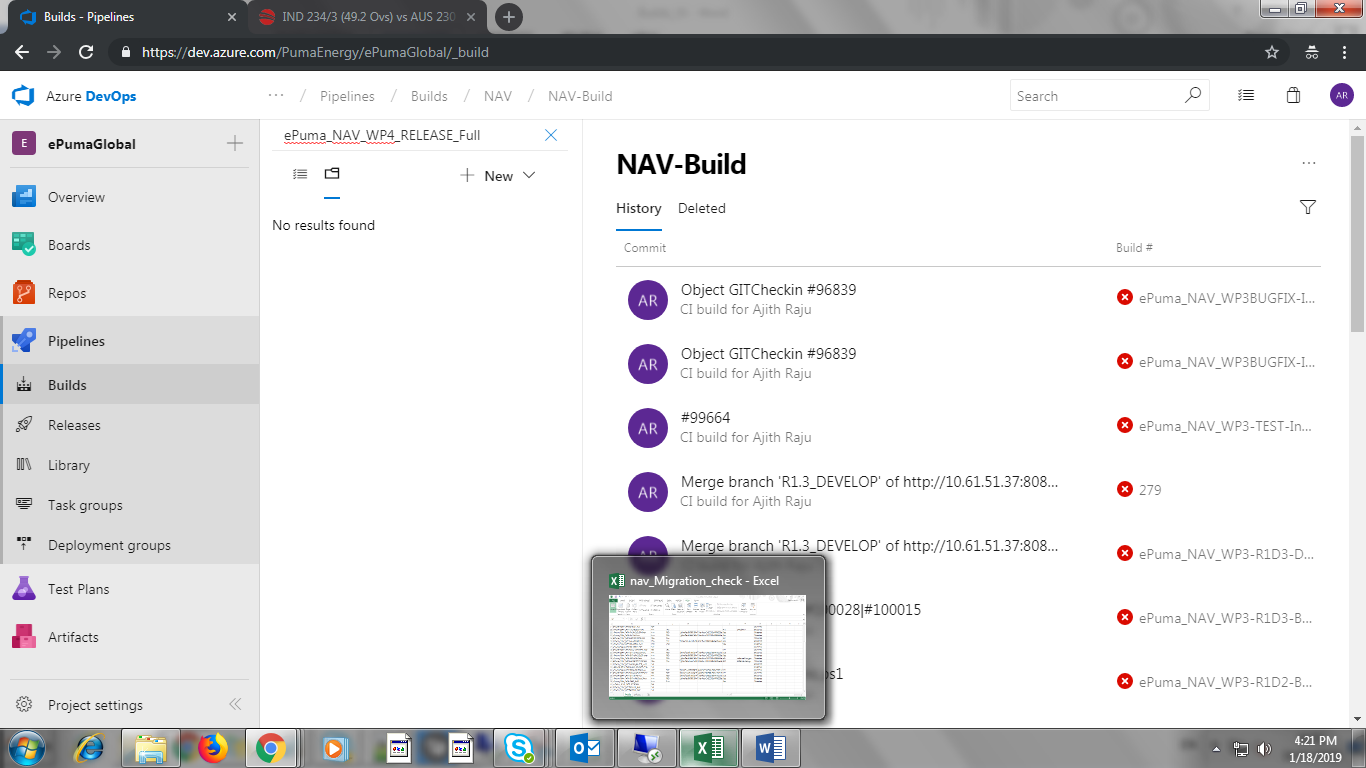 Builds - Pipelines
IND 234/3 (49.2 Ovs) vs AUS 230
https://dev.azure.com/PumaEnergy/ePumaGlobal/_build
Azure DevOps
... / Pipelines / Builds / NAV / NAV-Build
Search
AR
E
ePumaGlobal
Overview
Boards
Repos
Pipelines
Builds
Releases
Library
Task groups
Deployment groups
Test Plans
Artifacts
Project settings
ePuma_NAV_WP4_RELEASE_Full
New
No results found
NAV-Build
History Deleted
Commit Build #
AR
Object GITCheckin #96839
CI build for Ajith Raju
ePuma_NAV_WP3BUGFIX-I...
AR
Object GITCheckin #96839
CI build for Ajith Raju
ePuma_NAV_WP3BUGFIX-I...
AR
#99664
CI build for Ajith Raju
ePuma_NAV_WP3-TEST-In...
AR
Merge branch 'R1.3_DEVELOP' of http://10.61.51.37:808...
CI build for Ajith Raju
279
AR
Merge branch 'R1.3_DEVELOP' of http://10.61.51.37:808...
ePuma_NAV_WP3-R1D3-D...
|#100015
ePuma_NAV_WP3-R1D3-B...
ps1
ePuma_NAV_WP3-R1D2-B...
nav_Migration_check - Excel
4:21 PM
1/18/2019